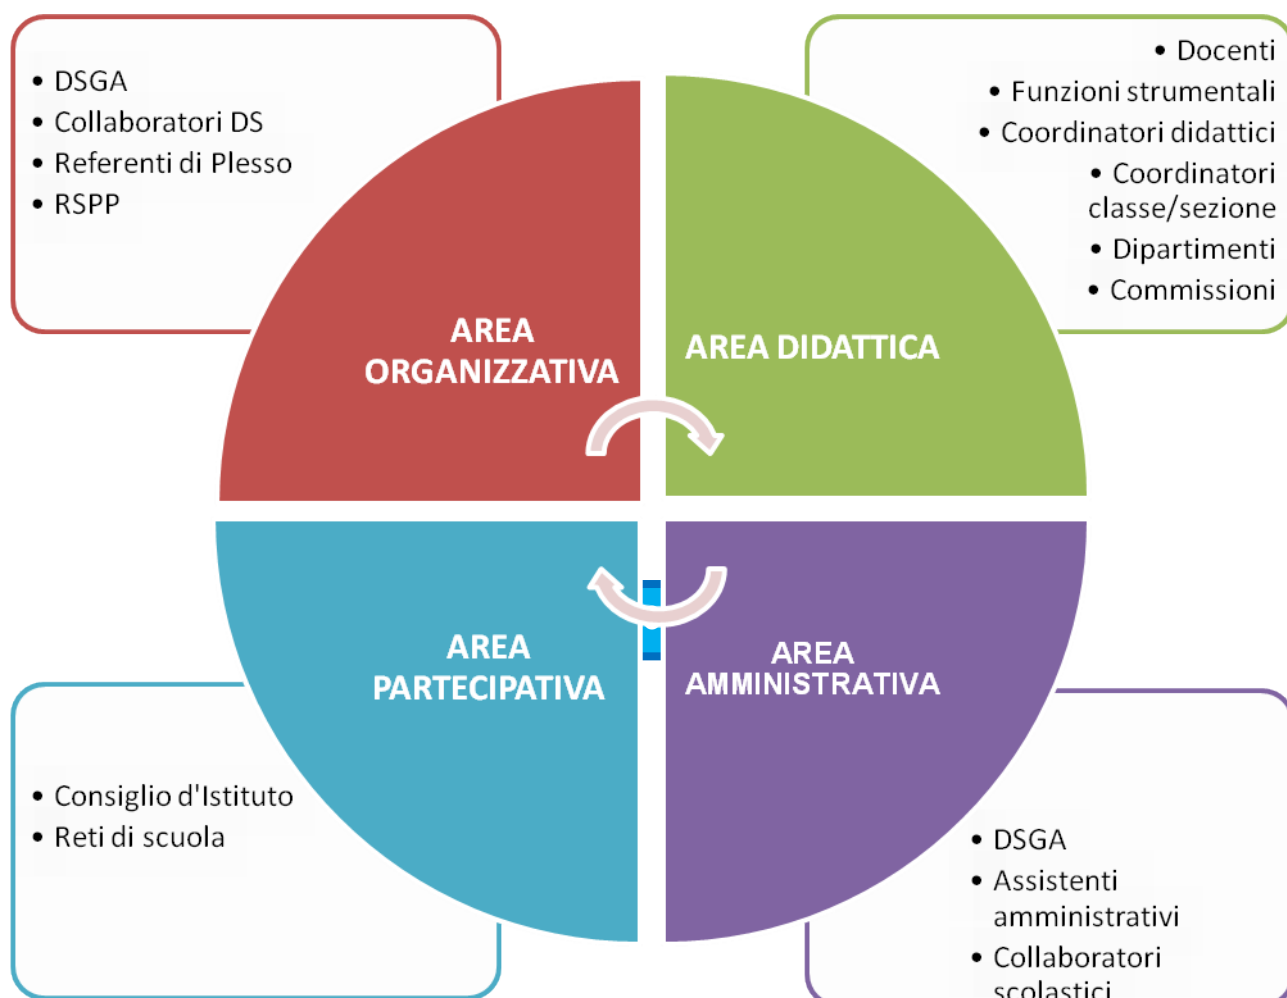 • DSGA
• Collaboratori DS
• Referenti di Plesso
• RSPP
• Docenti
• Funzioni strumentali
• Coordinatori didattici
• Coordinatori
classe/sezione
• Dipartimenti
• Commissioni
AREA
ORGANIZZATIVA
AREA DIDATTICA
AREA
PARTECIPATIVA
AREA
AMMINISTRATIVA
• Consiglio d'Istituto
• Reti di scuola
• DSGA
• Assistenti
amministrativi
• Collaboratori
scolastici